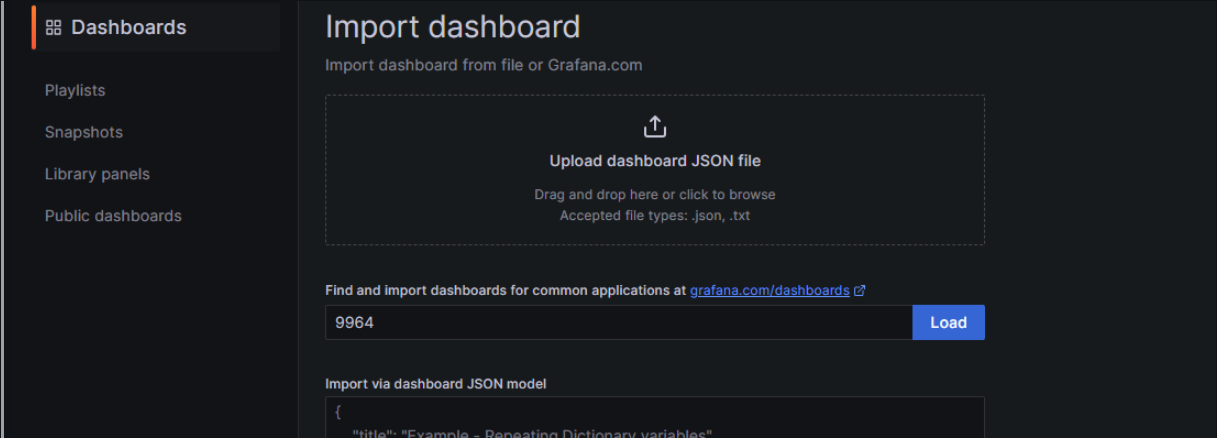 Dashboards
Playlists
Snapshots
Library panels
Public dashboards
Import dashboard
Import dashboard from file or Grafana.com
Upload dashboard JSON file
Drag and drop here or click to browse
Accepted file types: .json, .txt
Find and import dashboards for common applications at grafana.com/dashboards
9964 Load
Import via dashboard JSON model
{
"title": "Example - Repeating Dictionary variables"